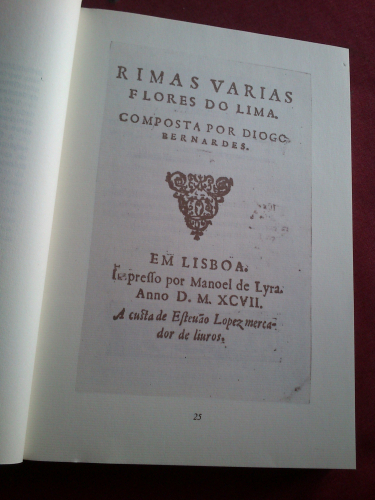 RIMAS VARIAS
FLORES DO LIMA.
COMPOSTA POR DIOGO
BERNARDES.
EM LISBOA.
Impresso por Manoel de Lyra.
Anno D. M. XCVII.
A custa de Esteuão Lopez merca-
dor de liuros.
25